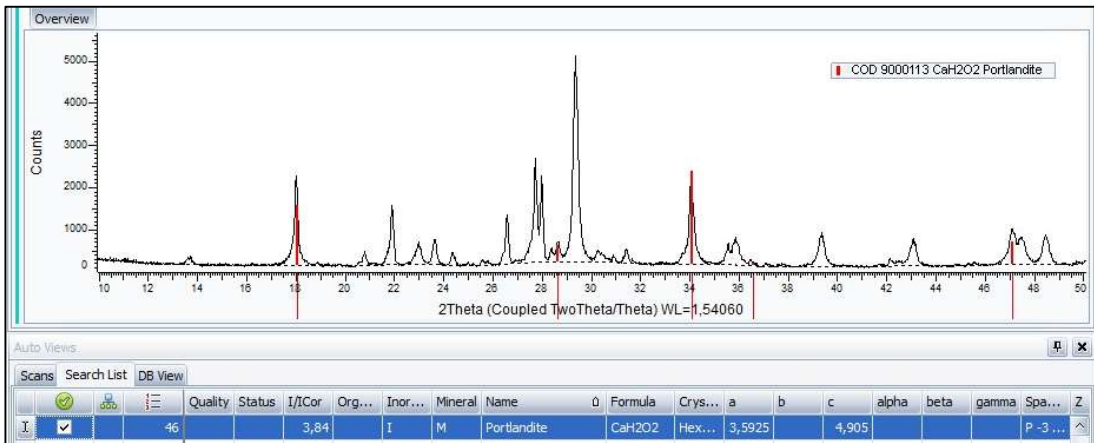 Overview
5000
COD 9000113 CaH2O2 Portlandite
4000
Counts
3000
2000
1000
0
10 12 14 16 18 20 22 24 26 28 30 32 34 36 38 40 42 44 46 48 50
2Theta (Coupled TwoTheta/Theta) WL=1,54060
Auto Views
Scans Search List DB View
Quality Status I/ICor Org... Inor... Mineral Name Formula Crys... a b c alpha beta gamma Spa... Z
46 3,84 I M Portlandite CaH2O2 Hex... 3,5925 4,905 P -3 ...